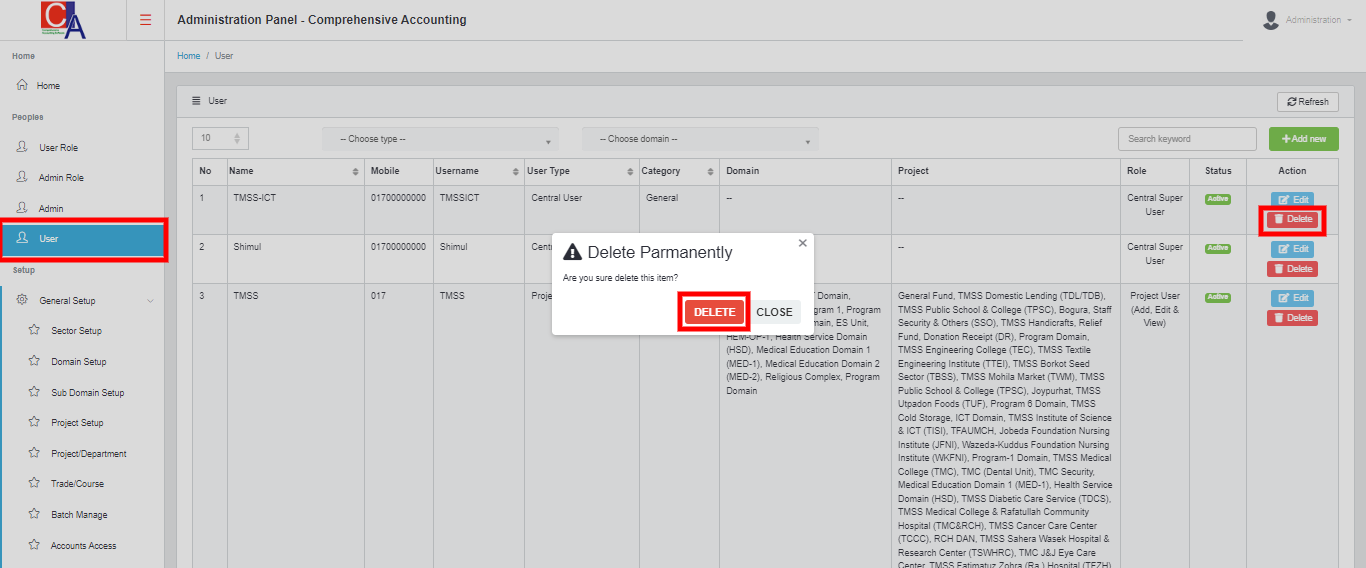 CA
Administration Panel - Comprehensive Accounting
Administration
Home
Home / User
Home
Peoples
User Role
Admin Role
Admin
User
Setup
General Setup
Sector Setup
Domain Setup
Sub Domain Setup
Project Setup
Project/Department
Trade/Course
Batch Manage
Accounts Access
User
Refresh
10
-- Choose type --
-- Choose domain --
Search keyword
Add new
No Name Mobile Username User Type Category Domain Project Role Status Action
1 TMSS-ICT 01700000000 TMSSICT Central User General -- -- Central Super User Active Edit
Delete
2 Shimul 01700000000 Shimul -- Central Super User Active Edit
Delete
3 TMSS 017 TMSS Project User (Add, Edit & View) Active Edit
Delete
Delete Parmanently
Are you sure delete this item?
DELETE CLOSE
Domain,
gram 1, Program
main, ES Unit,
HEM-OP-1, Health Service Domain
(HSD), Medical Education Domain 1
(MED-1), Medical Education Domain 2
(MED-2), Religious Complex, Program
Domain
General Fund, TMSS Domestic Lending (TDL/TDB),
TMSS Public School & College (TPSC), Bogura, Staff
Security & Others (SSO), TMSS Handicrafts, Relief
Fund, Donation Receipt (DR), Program Domain,
TMSS Engineering College (TEC), TMSS Textile
Engineering Institute (TTEI), TMSS Borkot Seed
Sector (TBSS), TMSS Mohila Market (TWM), TMSS
Public School & College (TPSC), Joypurhat, TMSS
Utpadon Foods (TUF), Program 6 Domain, TMSS
Cold Storage, ICT Domain, TMSS Institute of Science
& ICT (TISI), TFAUMCH, Jobeda Foundation Nursing
Institute (JFNI), Wazeda-Kuddus Foundation Nursing
Institute (WKFNI), Program-1 Domain, TMSS Medical
College (TMC), TMC (Dental Unit), TMC Security,
Medical Education Domain 1 (MED-1), Health Service
Domain (HSD), TMSS Diabetic Care Service (TDCS),
TMSS Medical College & Rafatullah Community
Hospital (TMC&RCH), TMSS Cancer Care Center
(TCCC), RCH DAN, TMSS Sahera Wasek Hospital &
Research Center (TSWHRC), TMC J&J Eye Care
Center, TMSS Fatimatuz Zohra (Ra.) Hospital (TFZH)